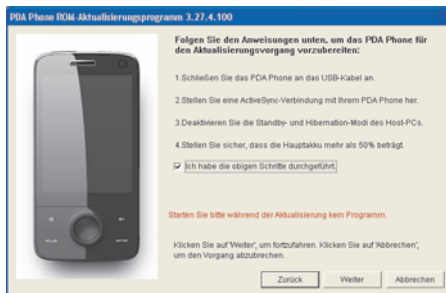 PDA Phone ROM-Aktualisierungsprogramm 3.27.4.100
Folgen Sie den Anweisungen unten, um das PDA Phone für
den Aktualisierungsvorgang vorzubereiten:
1.Schließen Sie das PDA Phone an das USB-Kabel an.
2.Stellen Sie eine ActiveSync-Verbindung mit Ihrem PDA Phone her.
3.Deaktivieren Sie die Standby- und Hibernation-Modi des Host-PCs.
4.Stellen Sie sicher, dass die Hauptakku mehr als 50% beträgt.
Ich habe die obigen Schritte durchgeführt.
Starten Sie bitte während der Aktualisierung kein Programm.
Klicken Sie auf'Weiter', um fortzufahren. Klicken Sie auf'Abbrechen',
um den Vorgang abzubrechen.
Zurück Weiter Abbrechen